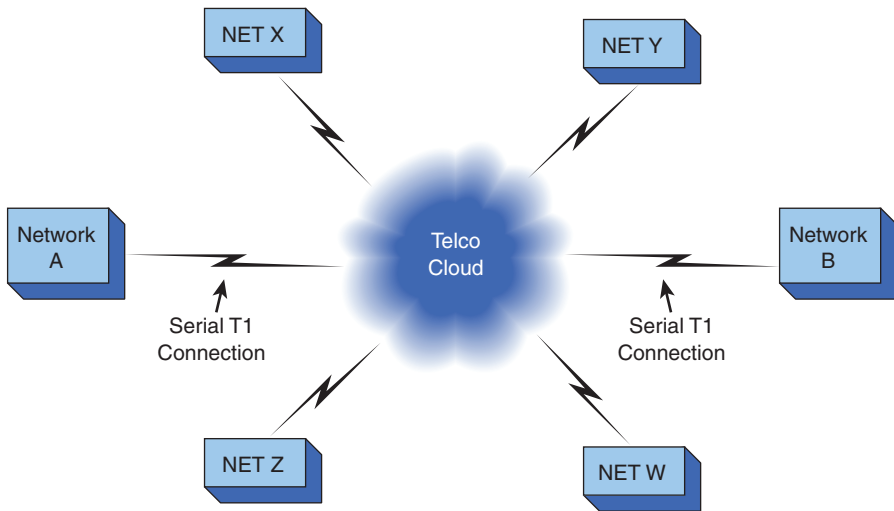 NET X
NET Y
Network
A
Telco
Cloud
Network
B
Serial T1
Connection
Serial T1
Connection
NET Z
NET W